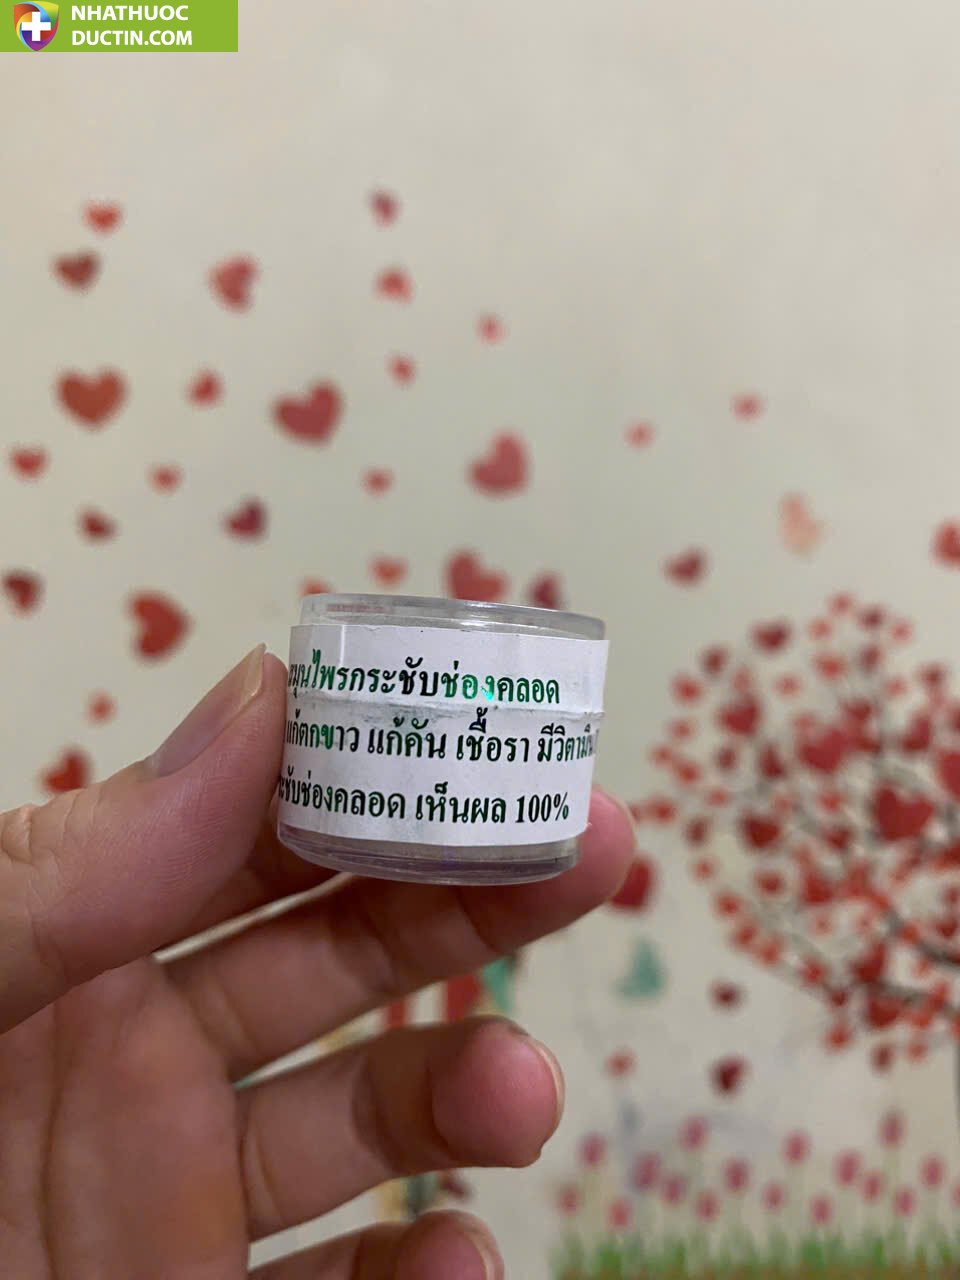 NHATHUOC
DUCTIN.COM
สมุนไพรกระชับช่องคลอด
แก้ตกขาว แก้คัน เชื้อรา มีวิตามิน
กระชับช่องคลอด เห็นผล 100%